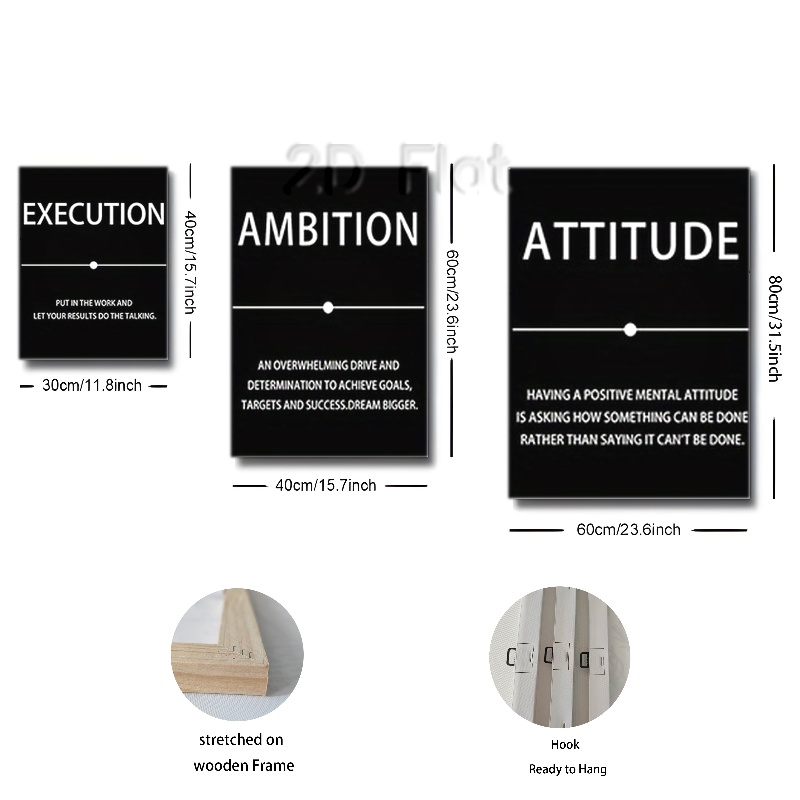 2D Flat
EXECUTION
PUT IN THE WORK AND
LET YOUR RESULTS DO THE TALKING.
40cm/15.7inch
30cm/11.8inch
AMBITION
AN OVERWHELMING DRIVE AND
DETERMINATION TO ACHIEVE GOALS,
TARGETS AND SUCCESS.DREAM BIGGER.
60cm/23.6inch
40cm/15.7inch
ATTITUDE
HAVING A POSITIVE MENTAL ATTITUDE
IS ASKING HOW SOMETHING CAN BE DONE
RATHER THAN SAYING IT CAN'T BE DONE.
80cm/31.5inch
60cm/23.6inch
stretched on
wooden Frame
Hook
Ready to Hang